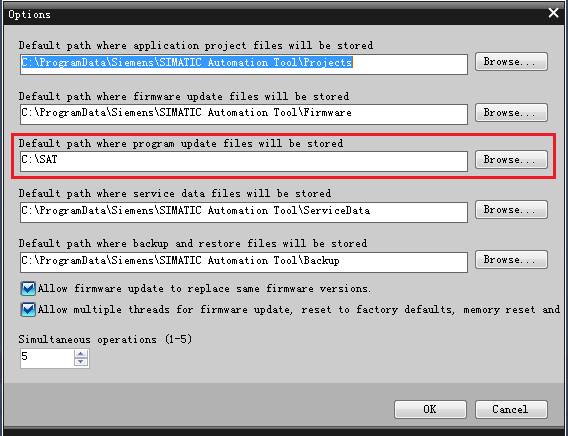 Options
Default path where application project files will be stored
C:\ProgramData\Siemens\SIMATIC Automation Tool\Projects
Browse...
Default path where firmware update files will be stored
C:\ProgramData\Siemens\SIMATIC Automation Tool\Firmware
Browse...
Default path where program update files will be stored
C:\SAT
Browse...
Default path where service data files will be stored
C:\ProgramData\Siemens\SIMATIC Automation Tool\ServiceData
Browse...
Default path where backup and restore files will be stored
C:\ProgramData\Siemens\SIMATIC Automation Tool\Backup
Browse...
Allow firmware update to replace same firmware versions.
Allow multiple threads for firmware update, reset to factory defaults, memory reset and
Simultaneous operations (1-5)
5
OK Cancel